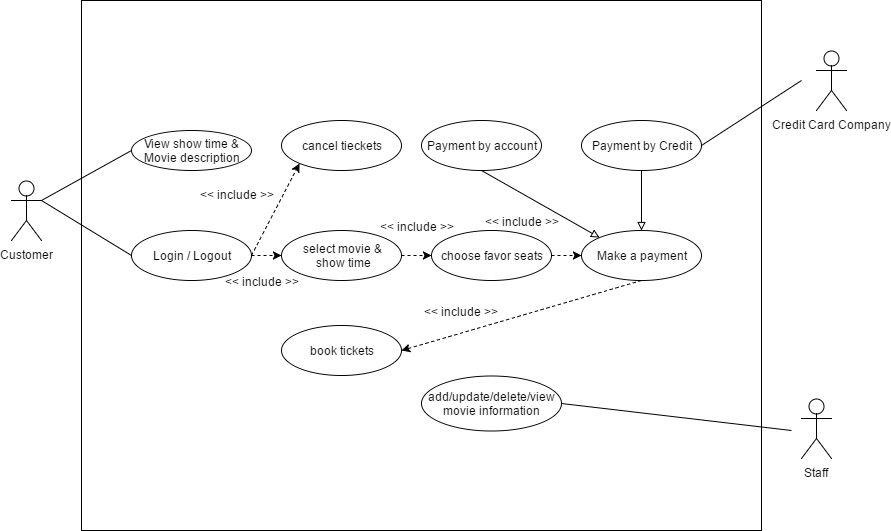 Credit Card Company
View show time &
Movie description
cancel tieckets
Payment by account
Payment by Credit
<< include >>
<< include >>
<< include >>
Customer
Login / Logout
select movie &
show time
choose favor seats
Make a payment
<< include >>
<< include >>
book tickets
add/update/delete/view
movie information
Staff